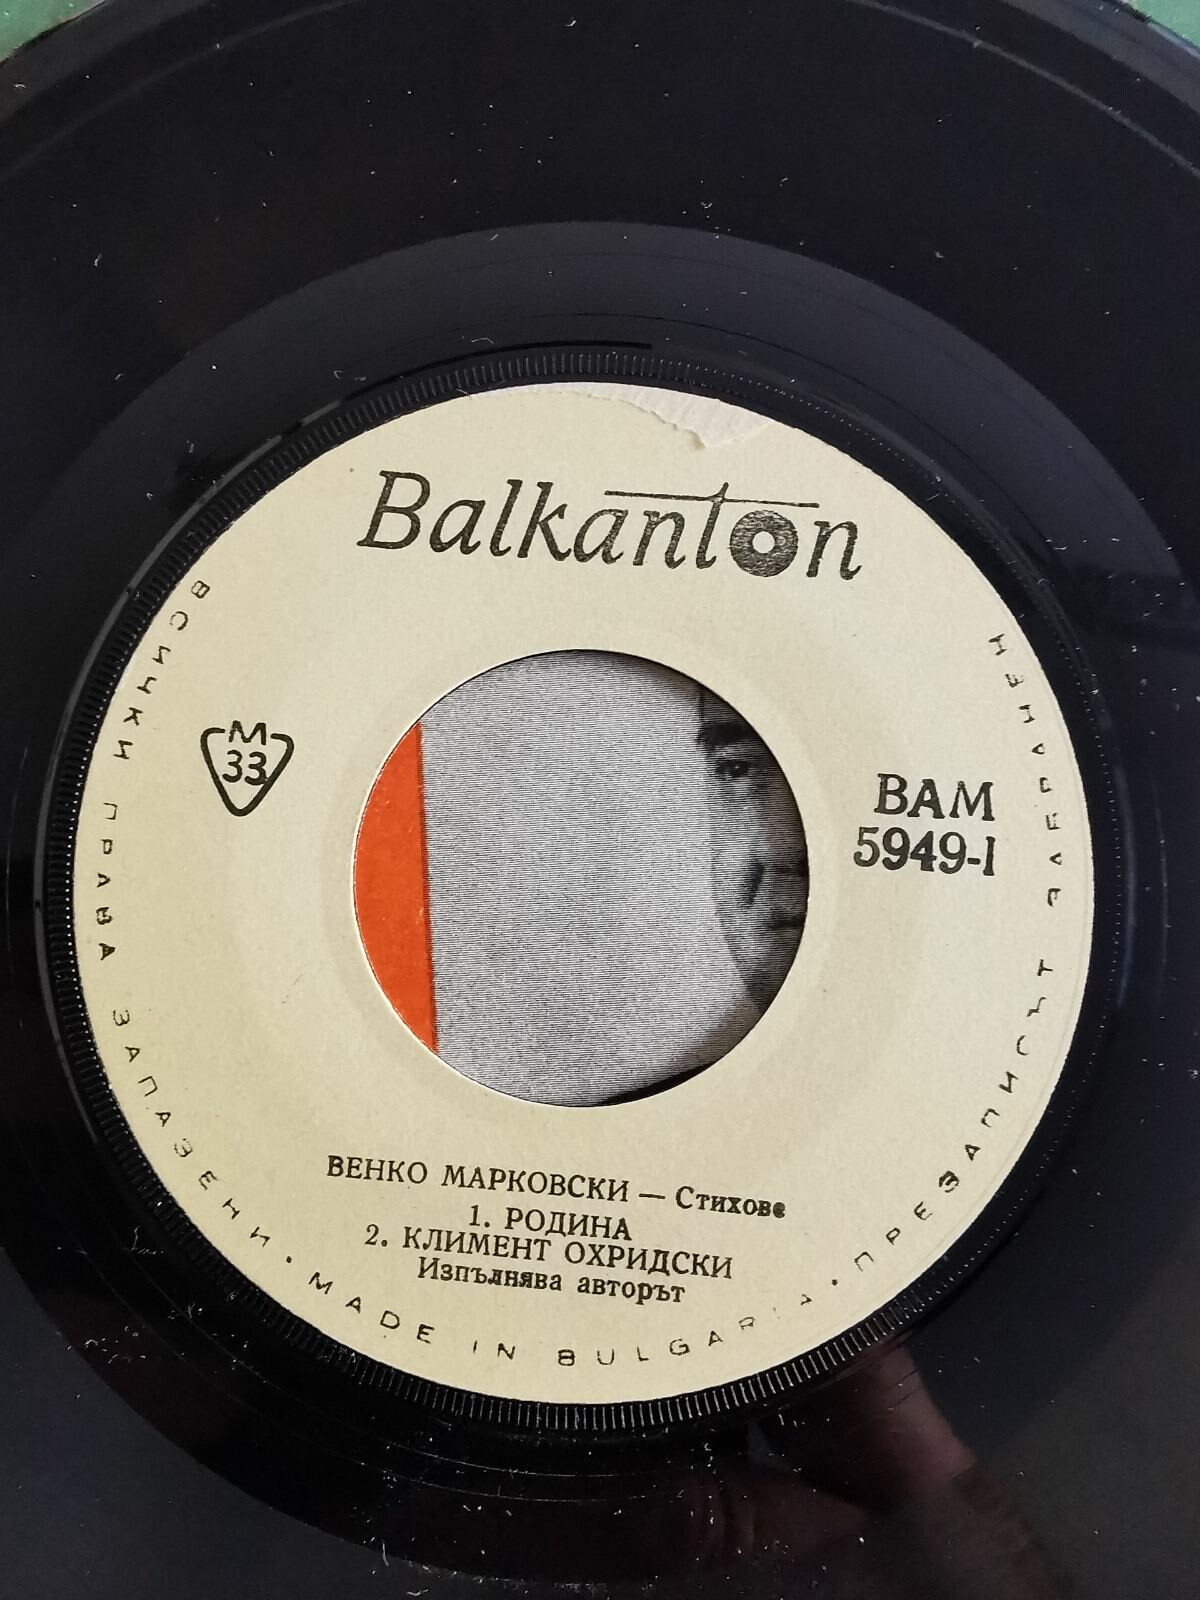 Balkanton
M
33
BAM
5949-I
ВЕНКО МАРКОВСКИ — Стихове
1. РОДИНА
2. КЛИМЕНТ ОХРИДСКИ
Изпълнява авторът
ВСИЧКИ ПРАВА ЗАПАЗЕНИ · MADE IN BULGARIA · ПРЕЗАПИСЪТ ЗАБРАНЕН